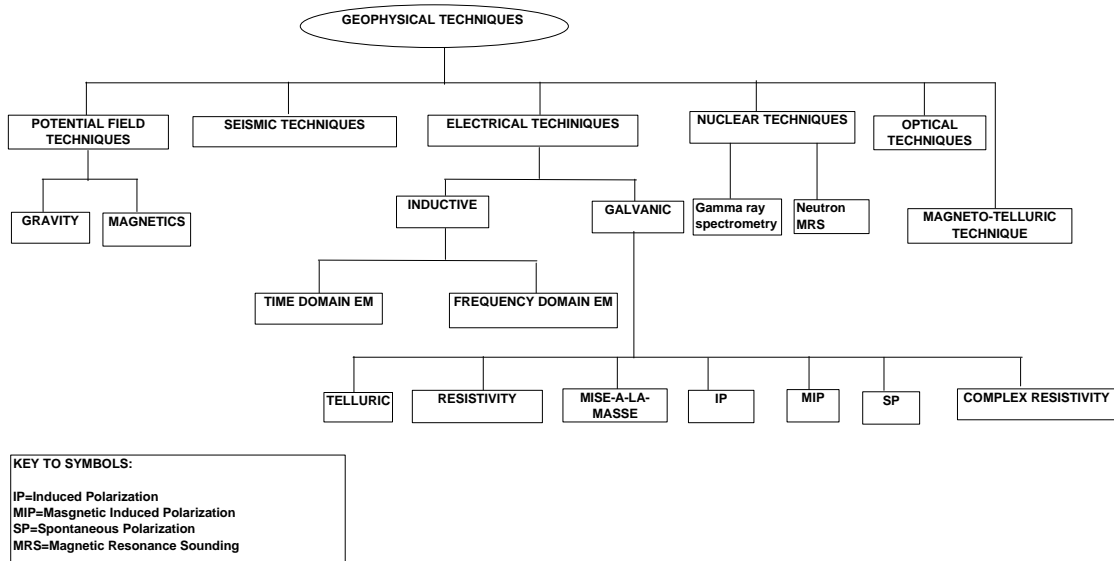 GEOPHYSICAL TECHNIQUES
POTENTIAL FIELD
TECHNIQUES
SEISMIC TECHNIQUES
ELECTRICAL TECHINIQUES
NUCLEAR TECHNIQUES
OPTICAL
TECHNIQUES
GRAVITY
MAGNETICS
INDUCTIVE
GALVANIC
Gamma ray
spectrometry
Neutron
MRS
MAGNETO-TELLURIC
TECHNIQUE
TIME DOMAIN EM
FREQUENCY DOMAIN EM
TELLURIC
RESISTIVITY
MISE-A-LA-
MASSE
IP
MIP
SP
COMPLEX RESISTIVITY
KEY TO SYMBOLS:
IP=Induced Polarization
MIP=Masgnetic Induced Polarization
SP=Spontaneous Polarization
MRS=Magnetic Resonance Sounding